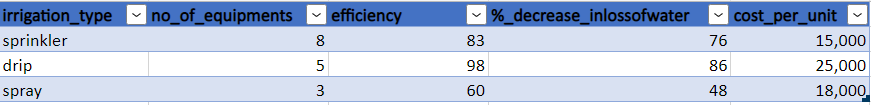 irrigation_type no_of_equipments efficiency %_decrease_inlossofwater cost_per_unit
sprinkler 8 83 76 15,000
drip 5 98 86 25,000
spray 3 60 48 18,000